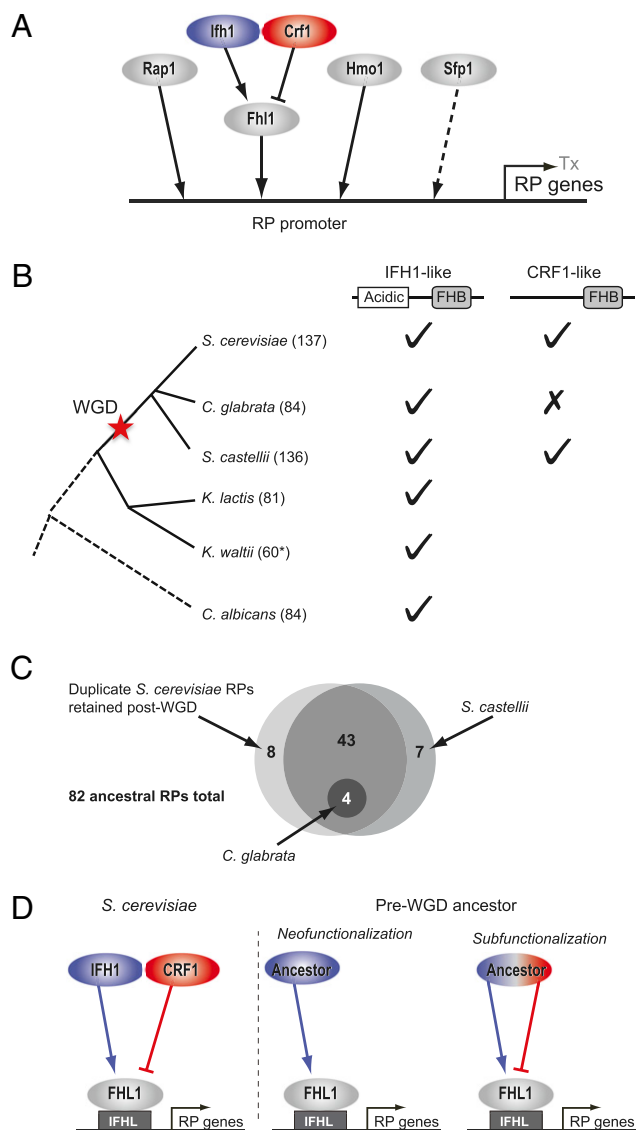 A
Ifh1
Crf1
Rap1
Hmo1
Sfp1
Fhl1
Tx
RP genes
RP promoter
B
IFH1-like
CRF1-like
Acidic
FHB
FHB
S. cerevisiae (137)
WGD
C. glabrata (84)
S. castellii (136)
K. lactis (81)
K. waltii (60*)
C. albicans (84)
C
Duplicate S. cerevisiae RPs
retained post-WGD
S. castellii
8
43
7
82 ancestral RPs total
4
C. glabrata
D
S. cerevisiae
Pre-WGD ancestor
Neofunctionalization
Subfunctionalization
IFH1
CRF1
Ancestor
Ancestor
FHL1
FHL1
FHL1
IFHL
RP genes
IFHL
RP genes
IFHL
RP genes